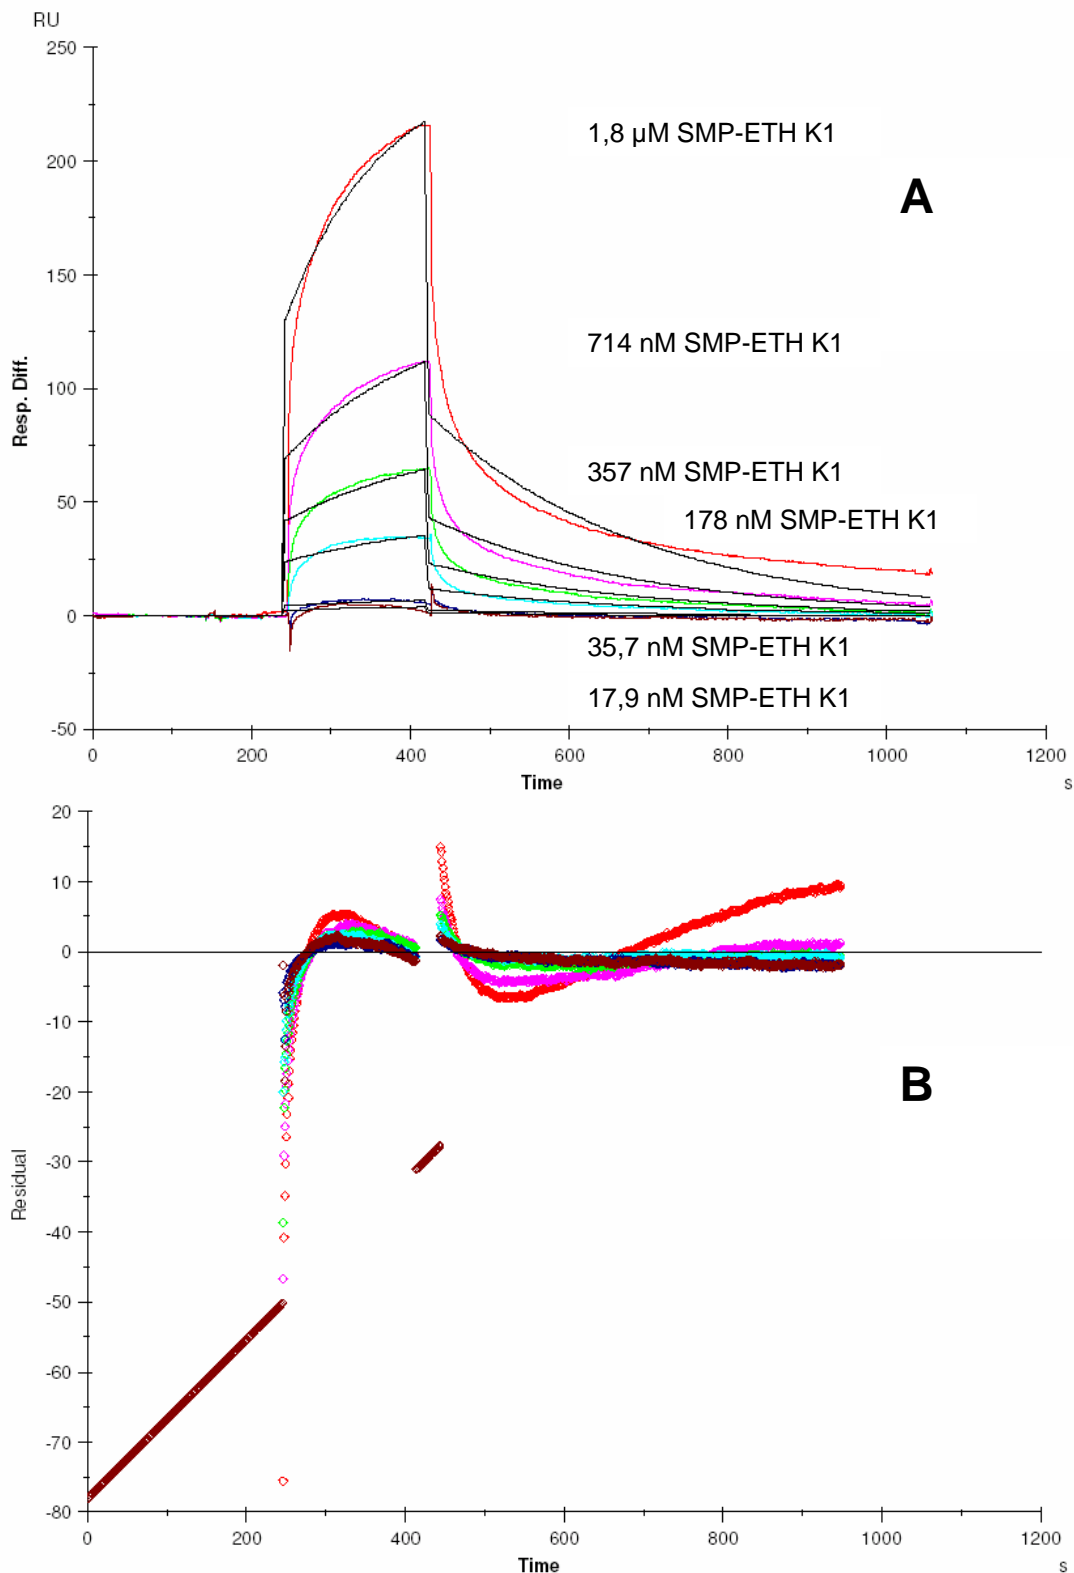 RU
250
1,8 µM SMP-ETH K1
A
200
150
714 nM SMP-ETH K1
Resp. Diff.
100
357 nM SMP-ETH K1
50
178 nM SMP-ETH K1
0
35,7 nM SMP-ETH K1
17,9 nM SMP-ETH K1
-50
0 200 400 600 800 1000 1200
Time s
20
10
0
-10
-20
B
-30
Residual
-40
-50
-60
-70
-80
0 200 400 600 800 1000 1200
Time s